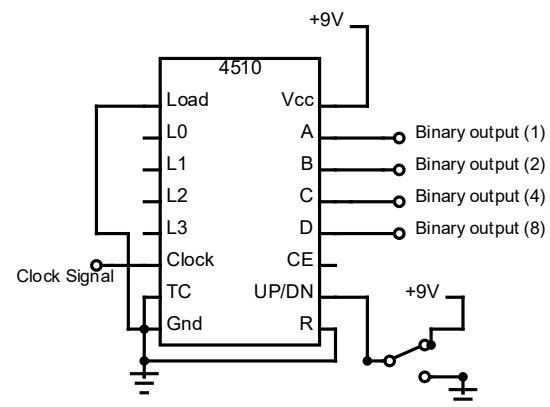 +9V
4510
Load Vcc
L0 A Binary output (1)
L1 B Binary output (2)
L2 C Binary output (4)
L3 D Binary output (8)
Clock Signal Clock CE
TC UP/DN +9V
Gnd R